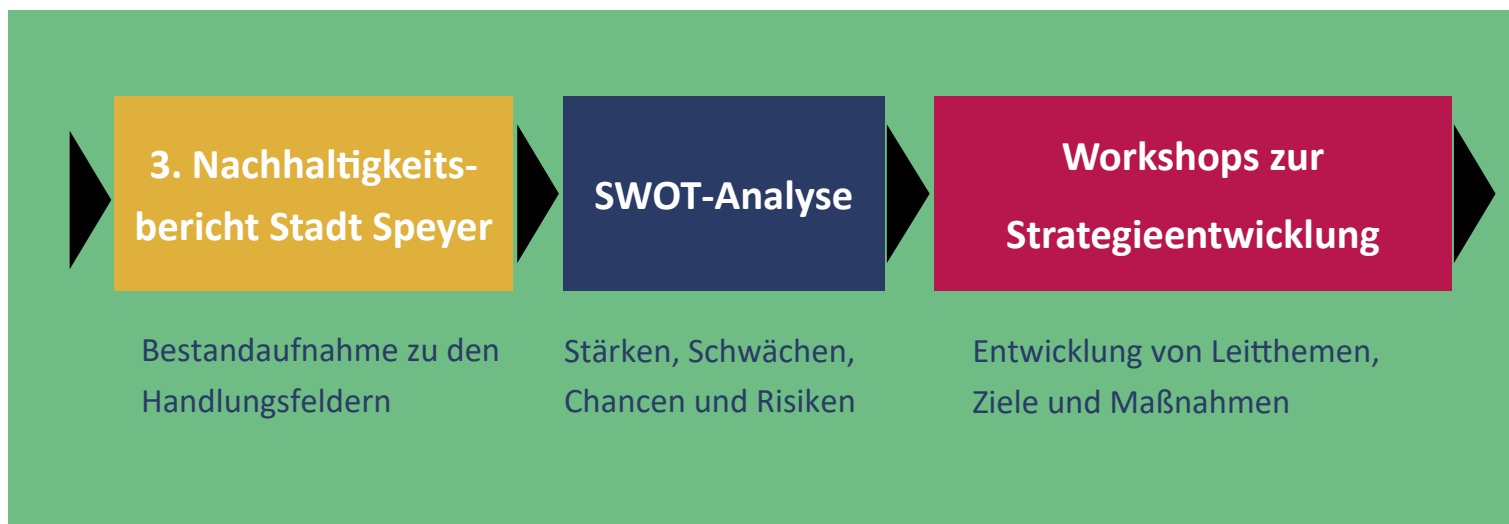 3. Nachhaltigkeits-
bericht Stadt Speyer
SWOT-Analyse
Workshops zur
Strategieentwicklung
Bestandaufnahme zu den
Handlungsfeldern
Stärken, Schwächen,
Chancen und Risiken
Entwicklung von Leitthemen,
Ziele und Maßnahmen